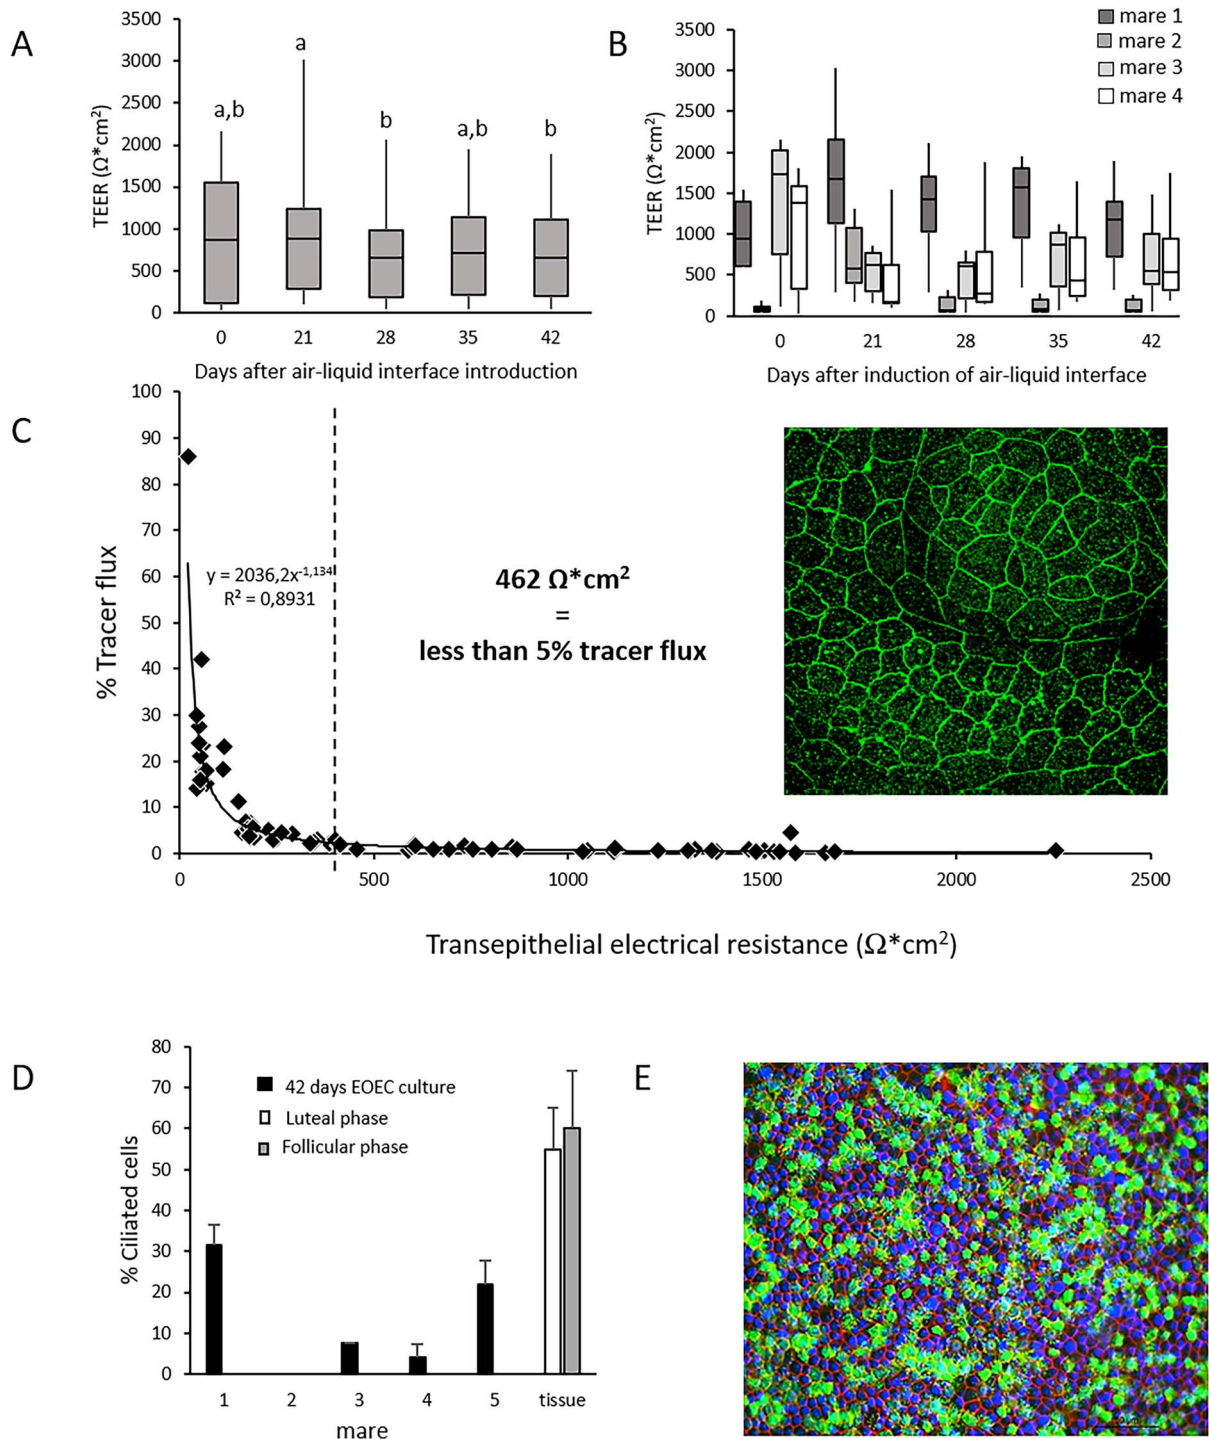 A
3500
3000
2500
2000
1500
1000
500
0
TEER (Ω*cm²)
a,b
a
b
a,b
b
0 21 28 35 42
Days after air-liquid interface introduction
B
3500
3000
2500
2000
1500
1000
500
0
TEER (Ω*cm²)
mare 1
mare 2
mare 3
mare 4
0 21 28 35 42
Days after induction of air-liquid interface
C
100
90
80
70
60
50
40
30
20
10
0
% Tracer flux
y = 2036,2x⁻¹,¹³⁴
R² = 0,8931
462 Ω*cm²
=
less than 5% tracer flux
0 500 1000 1500 2000 2500
Transepithelial electrical resistance (Ω*cm²)
D
80
70
60
50
40
30
20
10
0
% Ciliated cells
42 days EOEC culture
Luteal phase
Follicular phase
1 2 3 4 5 tissue
mare
E